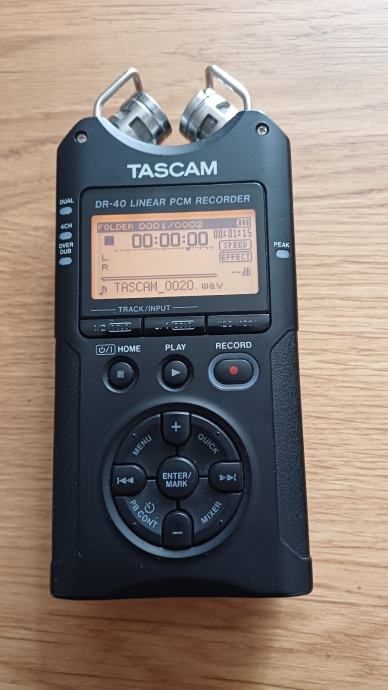 TASCAM
DR-40 LINEAR PCM RECORDER
DUAL
4CH
OVER
DUB
PEAK
FOLDER 0001/0002
00:00:00 00:01:15
SPEED
EFFECT
L
R
--dB
TASCAM_0020.wav
TRACK/INPUT
HOME PLAY RECORD
MENU + QUICK
ENTER/
MARK
PB CONT - MIXER